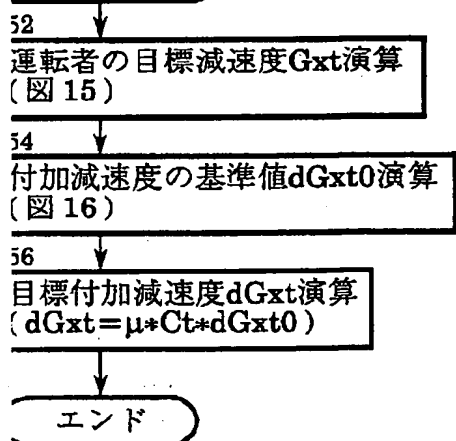 52
運転者の目標減速度Gxt演算
(図15)
54
付加減速度の基準値dGxt0演算
(図16)
56
目標付加減速度dGxt演算
(dGxt=μ*Ct*dGxt0)
エンド